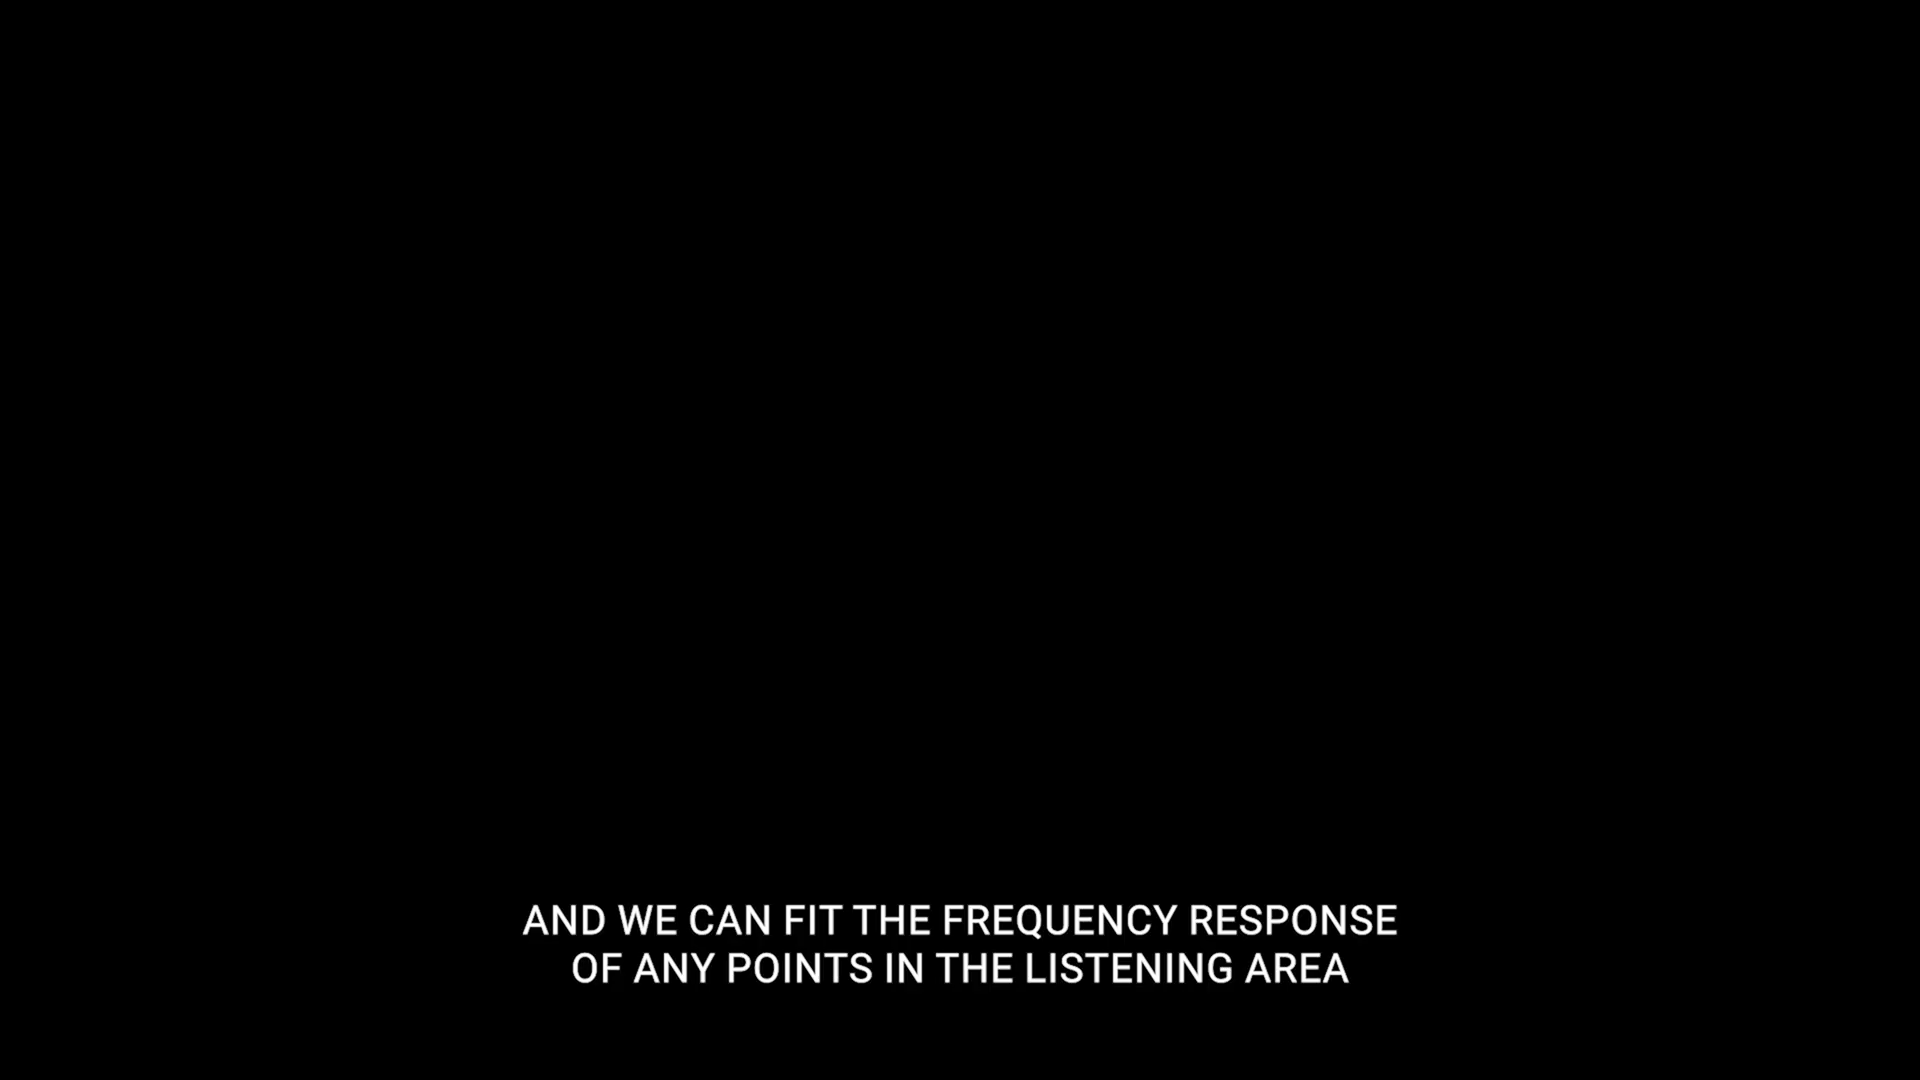 AND WE CAN FIT THE FREQUENCY RESPONSE
OF ANY POINTS IN THE LISTENING AREA